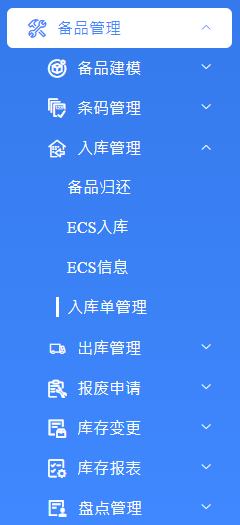 备品管理
备品建模
条码管理
入库管理
备品归还
ECS入库
ECS信息
入库单管理
出库管理
报废申请
库存变更
库存报表
盘点管理